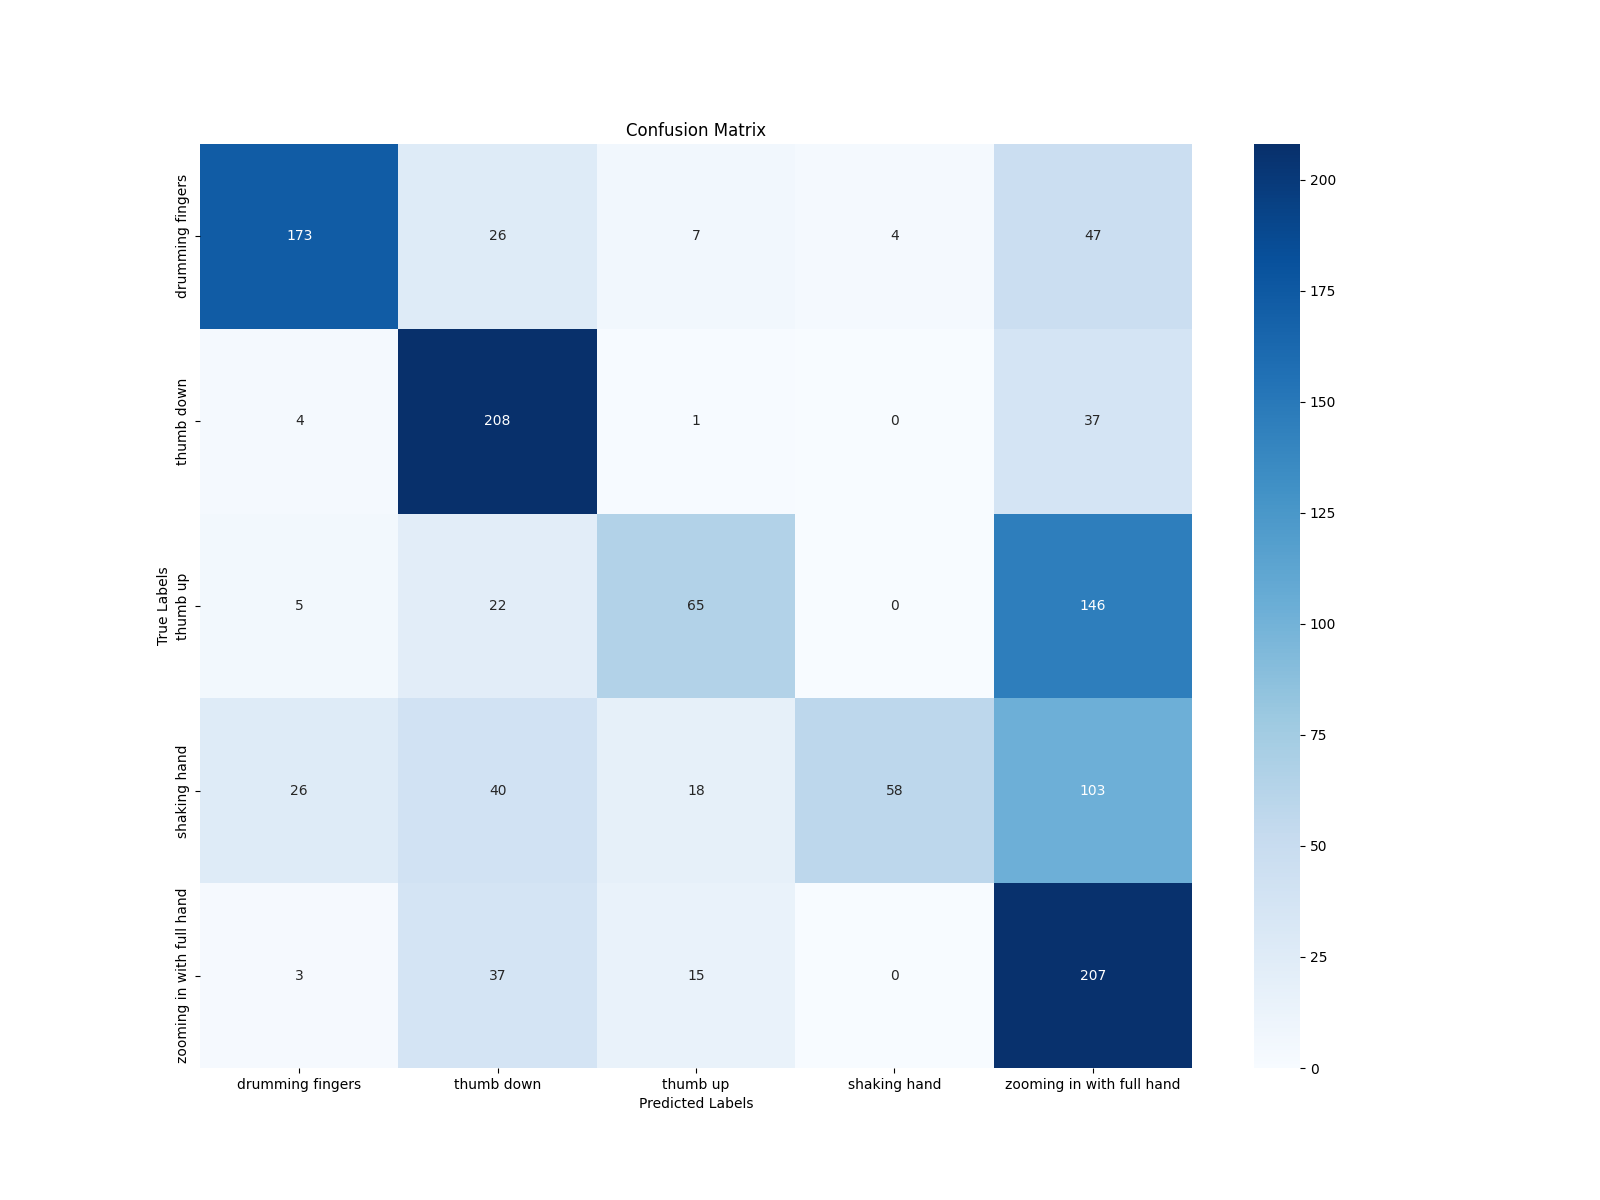 Confusion Matrix
drumming fingers
173 26 7 4 47
thumb down
4 208 1 0 37
True Labels
thumb up
5 22 65 0 146
shaking hand
26 40 18 58 103
zooming in with full hand
3 37 15 0 207
drumming fingers thumb down thumb up shaking hand zooming in with full hand
Predicted Labels
200
175
150
125
100
75
50
25
0